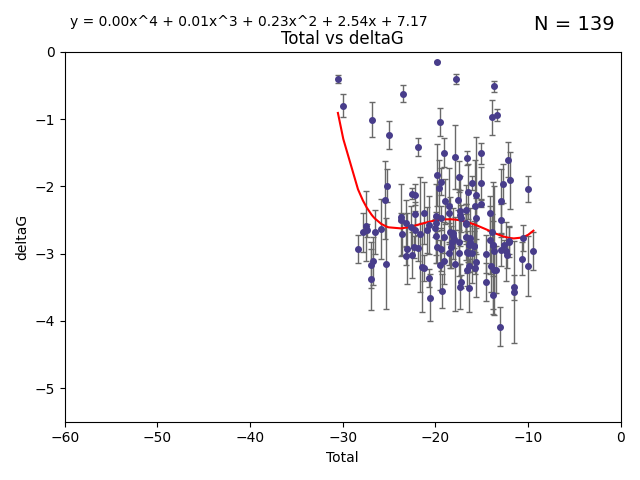 y = 0.00x^4 + 0.01x^3 + 0.23x^2 + 2.54x + 7.17
N = 139
Total vs deltaG
0
−1
−2
−3
−4
−5
deltaG
−60
−50
−40
−30
−20
−10
0
Total